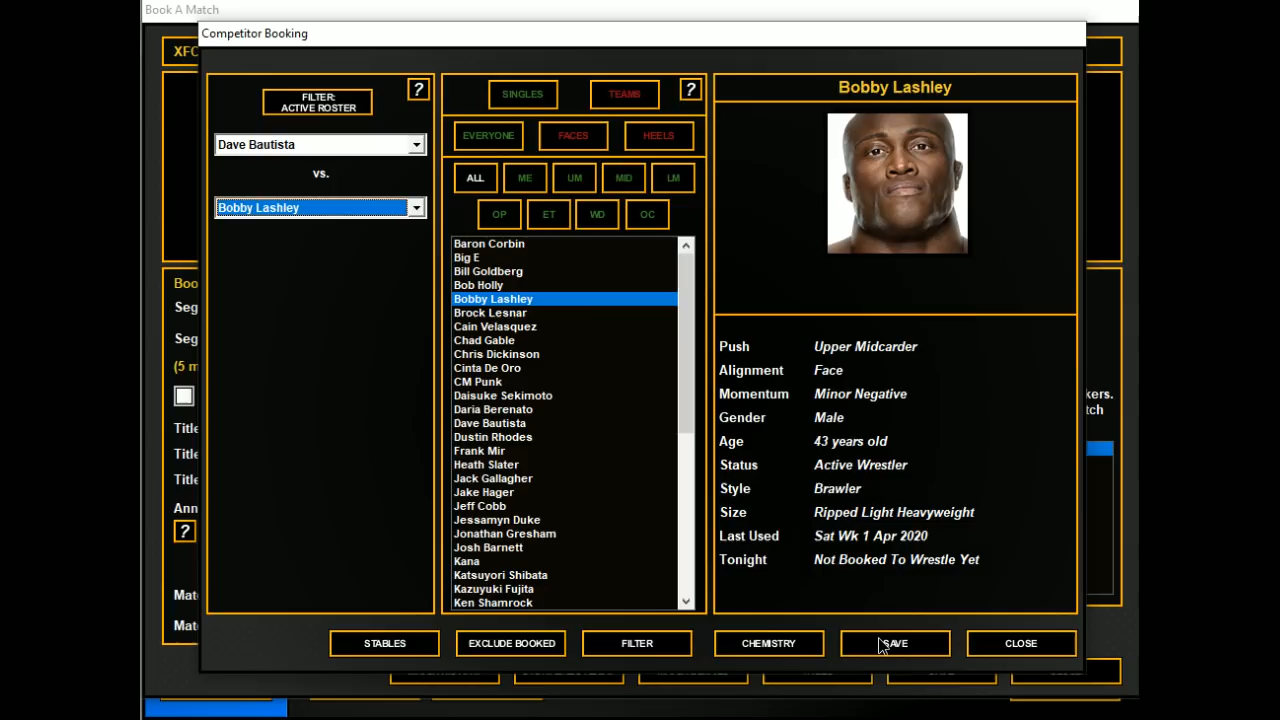 Book A Match
Competitor Booking
XFC
FILTER:
ACTIVE ROSTER
?
Dave Bautista
vs.
Bobby Lashley
SINGLES
TEAMS
?
EVERYONE
FACES
HEELS
ALL
ME
UM
MID
LM
OP
ET
WD
OC
Baron Corbin
Big E
Bill Goldberg
Bob Holly
Bobby Lashley
Brock Lesnar
Cain Velasquez
Chad Gable
Chris Dickinson
Cinta De Oro
CM Punk
Daisuke Sekimoto
Daria Berenato
Dave Bautista
Dustin Rhodes
Frank Mir
Heath Slater
Jack Gallagher
Jake Hager
Jeff Cobb
Jessamyn Duke
Jonathan Gresham
Josh Barnett
Kana
Katsuyori Shibata
Kazuyuki Fujita
Ken Shamrock
Bobby Lashley
Push Upper Midcarder
Alignment Face
Momentum Minor Negative
Gender Male
Age 43 years old
Status Active Wrestler
Style Brawler
Size Ripped Light Heavyweight
Last Used Sat Wk 1 Apr 2020
Tonight Not Booked To Wrestle Yet
Boo
Seg
Seg
(5 m
Title
Title
Title
Ann
?
Mat
Mat
kers.
tch
STABLES
EXCLUDE BOOKED
FILTER
CHEMISTRY
SAVE
CLOSE